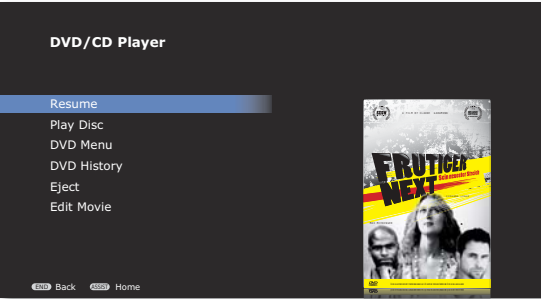 DVD/CD Player
Resume
Play Disc
DVD Menu
DVD History
Eject
Edit Movie
FRUTIGER
NEXT
END Back ASSIST Home